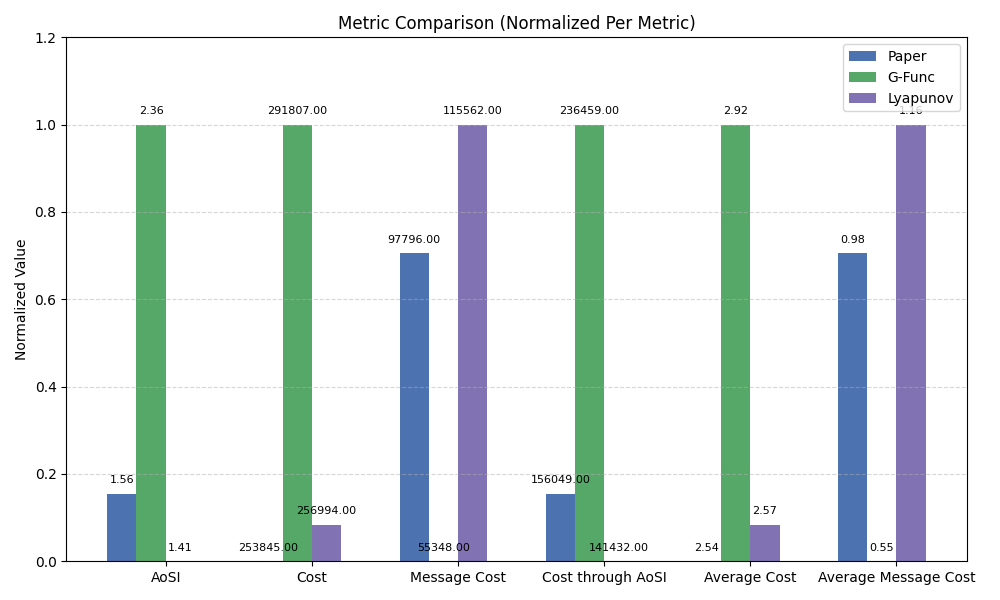 Metric Comparison (Normalized Per Metric)
Paper
G-Func
Lyapunov
Normalized Value
1.2
1.0
0.8
0.6
0.4
0.2
0.0
1.56
2.36
1.41
253845.00
291807.00
256994.00
97796.00
55348.00
115562.00
156049.00
236459.00
141432.00
2.54
2.92
2.57
0.98
0.55
1.16
AoSI
Cost
Message Cost
Cost through AoSI
Average Cost
Average Message Cost